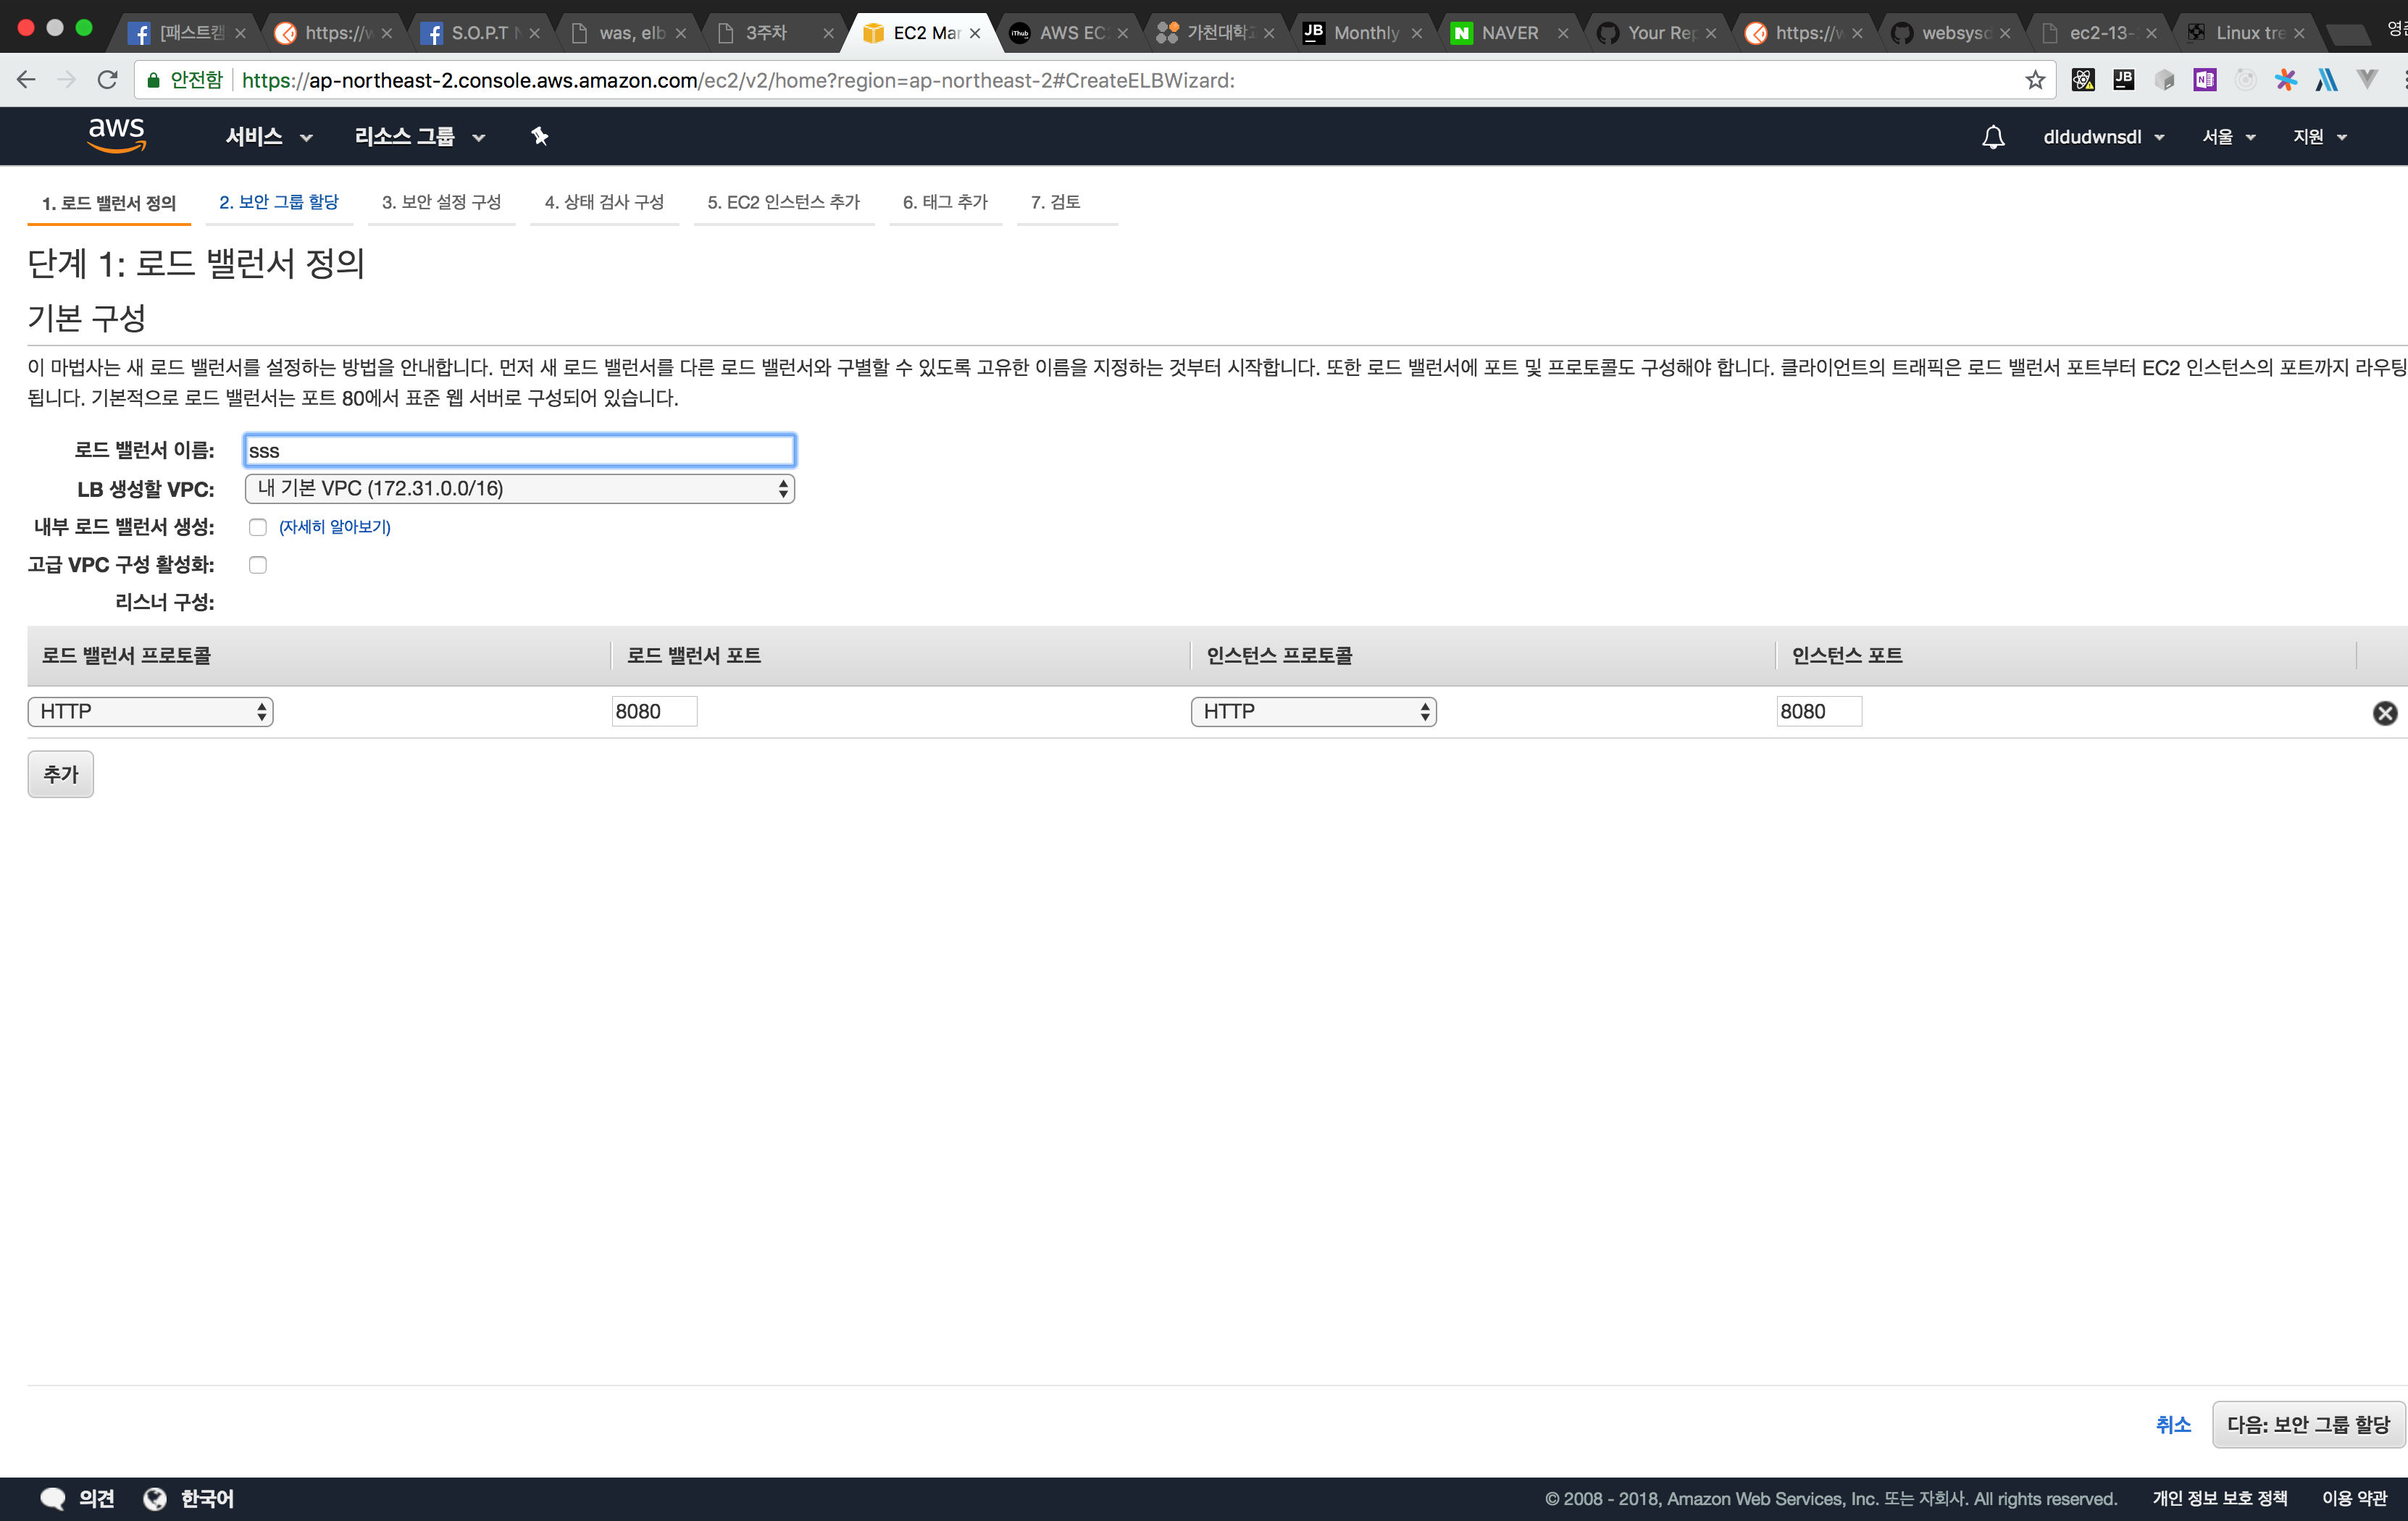 [패스트캠
https://w
S.O.P.T N
was, elb
3주차
EC2 Mar
AWS EC
가천대학
JB Monthly
N NAVER
Your Rep
https://w
websysc
ec2-13-
Linux tre
안전함 https://ap-northeast-2.console.aws.amazon.com/ec2/v2/home?region=ap-northeast-2#CreateELBWizard:
aws 서비스 리소스 그룹 dldudwnsdl 서울 지원
1. 로드 밸런서 정의 2. 보안 그룹 할당 3. 보안 설정 구성 4. 상태 검사 구성 5. EC2 인스턴스 추가 6. 태그 추가 7. 검토
단계 1: 로드 밸런서 정의
기본 구성
이 마법사는 새 로드 밸런서를 설정하는 방법을 안내합니다. 먼저 새 로드 밸런서를 다른 로드 밸런서와 구별할 수 있도록 고유한 이름을 지정하는 것부터 시작합니다. 또한 로드 밸런서에 포트 및 프로토콜도 구성해야 합니다. 클라이언트의 트래픽은 로드 밸런서 포트부터 EC2 인스턴스의 포트까지 라우팅
됩니다. 기본적으로 로드 밸런서는 포트 80에서 표준 웹 서버로 구성되어 있습니다.
로드 밸런서 이름: sss
LB 생성할 VPC: 내 기본 VPC (172.31.0.0/16)
내부 로드 밸런서 생성: (자세히 알아보기)
고급 VPC 구성 활성화:
리스너 구성:
로드 밸런서 프로토콜 로드 밸런서 포트 인스턴스 프로토콜 인스턴스 포트
HTTP 8080 HTTP 8080
추가
취소 다음: 보안 그룹 할당
의견 한국어 © 2008 - 2018, Amazon Web Services, Inc. 또는 자회사. All rights reserved. 개인 정보 보호 정책 이용 약관